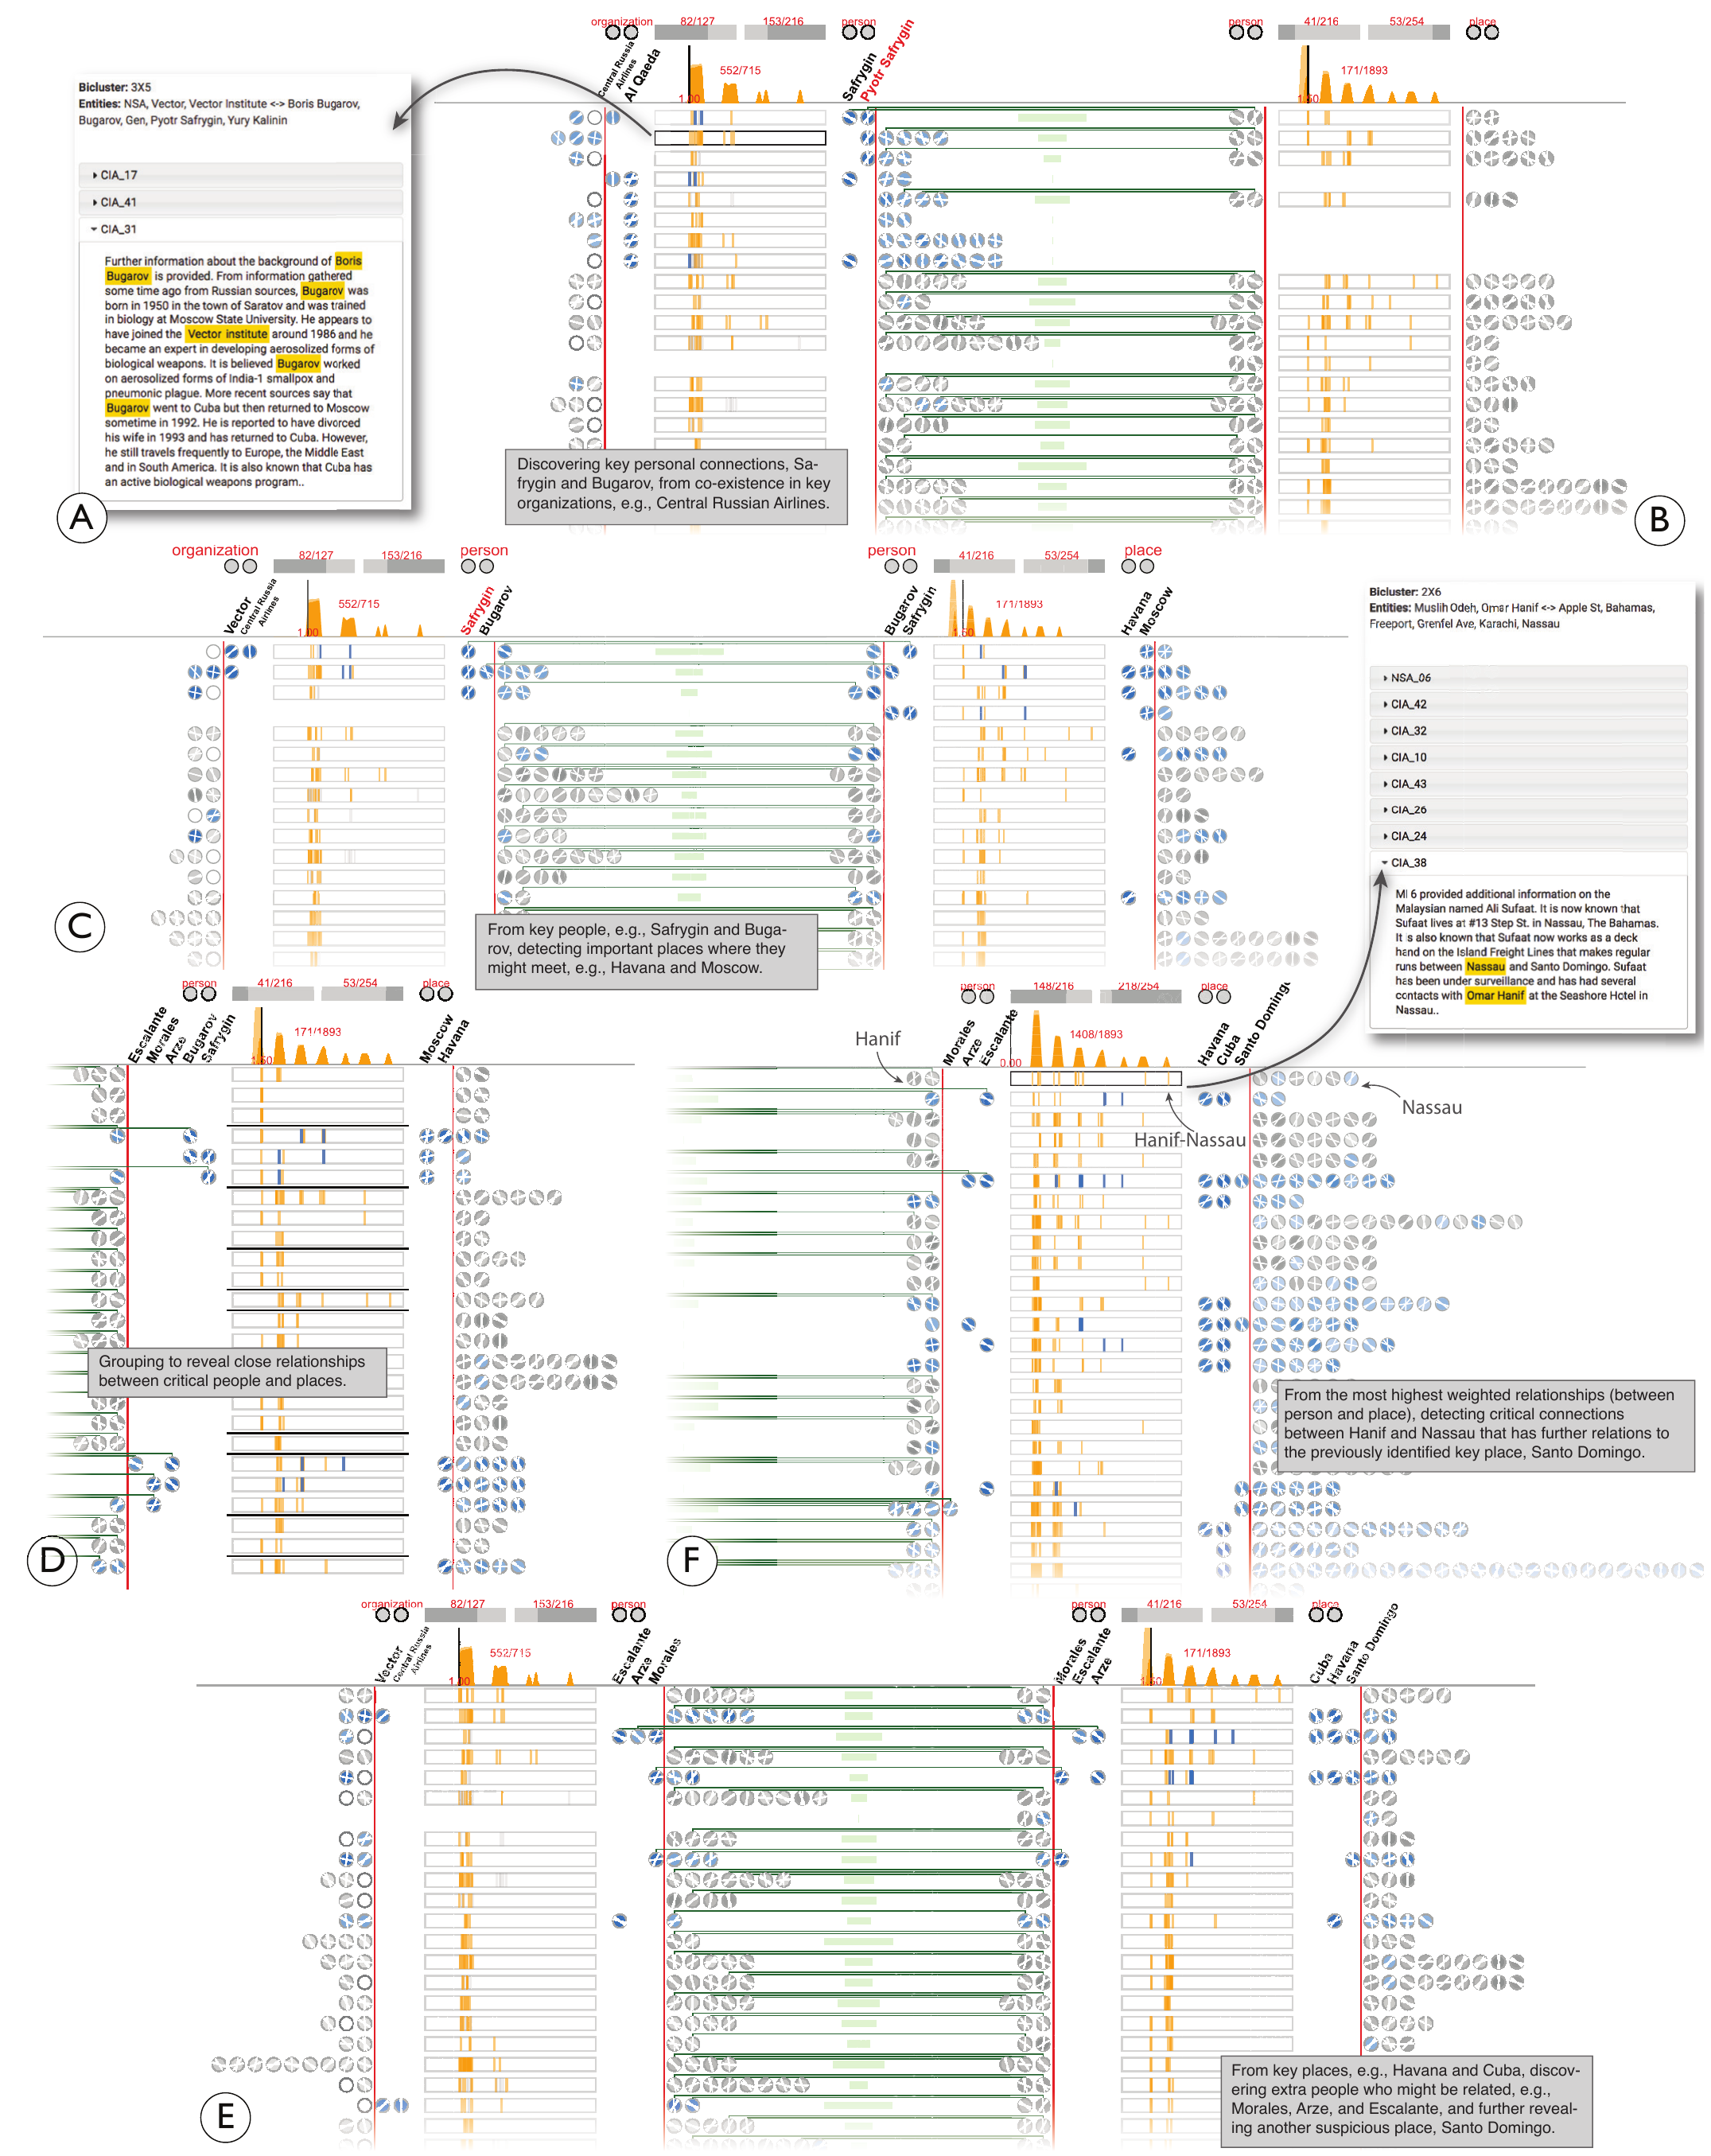 organization
82/127
153/216
person
person
41/216
53/254
place
Central Russia
Airlines
Al Qaeda
552/715
1.00
Safrygin
Pyotr Safrygin
171/1893
1.50
Bicluster: 3X5
Entities: NSA, Vector, Vector Institute <-> Boris Bugarov,
Bugarov, Gen, Pyotr Safrygin, Yury Kalinin
CIA_17
CIA_41
CIA_31
Further information about the background of Boris
Bugarov is provided. From information gathered
some time ago from Russian sources, Bugarov was
born in 1950 in the town of Saratov and was trained
in biology at Moscow State University. He appears to
have joined the Vector Institute around 1986 and he
became an expert in developing aerosolized forms of
biological weapons. It is believed Bugarov worked
on aerosolized forms of India-1 smallpox and
pneumonic plague. More recent sources say that
Bugarov went to Cuba but then returned to Moscow
sometime in 1992. He is reported to have divorced
his wife in 1993 and has returned to Cuba. However,
he still travels frequently to Europe, the Middle East
and in South America. It is also known that Cuba has
an active biological weapons program..
A
Discovering key personal connections, Sa-
frygin and Bugarov, from co-existence in key
organizations, e.g., Central Russian Airlines.
B
organization
82/127
153/216
person
person
41/216
53/254
place
Vector
Central Russia
Airlines
552/715
1.00
Safrygin
Bugarov
Bugarov
Safrygin
171/1893
1.50
Havana
Moscow
C
From key people, e.g., Safrygin and Buga-
rov, detecting important places where they
might meet, e.g., Havana and Moscow.
Bicluster: 2X6
Entities: Muslih Odeh, Omar Hanif <-> Apple St, Bahamas,
Freeport, Grenfel Ave, Karachi, Nassau
NSA_06
CIA_42
CIA_32
CIA_10
CIA_43
CIA_26
CIA_24
CIA_38
MI 6 provided additional information on the
Malaysian named Ali Sufaat. It is now known that
Sufaat lives at #13 Step St. in Nassau, The Bahamas.
It is also known that Sufaat now works as a deck
hand on the Island Freight Lines that makes regular
runs between Nassau and Santo Domingo. Sufaat
has been under surveillance and has had several
contacts with Omar Hanif at the Seashore Hotel in
Nassau..
person
41/216
53/254
place
Escalante
Morales
Arze
Bugarov
Safrygin
171/1893
1.50
Moscow
Havana
Grouping to reveal close relationships
between critical people and places.
D
person
148/216
218/254
place
Hanif
Morales
Arze
Escalante
1408/1893
0.00
Havana
Cuba
Santo Domingo
Nassau
Hanif-Nassau
From the most highest weighted relationships (between
person and place), detecting critical connections
between Hanif and Nassau that has further relations to
the previously identified key place, Santo Domingo.
F
organization
82/127
153/216
person
person
41/216
53/254
place
Vector
Central Russia
Airlines
552/715
1.00
Escalante
Arze
Morales
Morales
Escalante
Arze
171/1893
1.50
Cuba
Havana
Santo Domingo
E
From key places, e.g., Havana and Cuba, discov-
ering extra people who might be related, e.g.,
Morales, Arze, and Escalante, and further reveal-
ing another suspicious place, Santo Domingo.